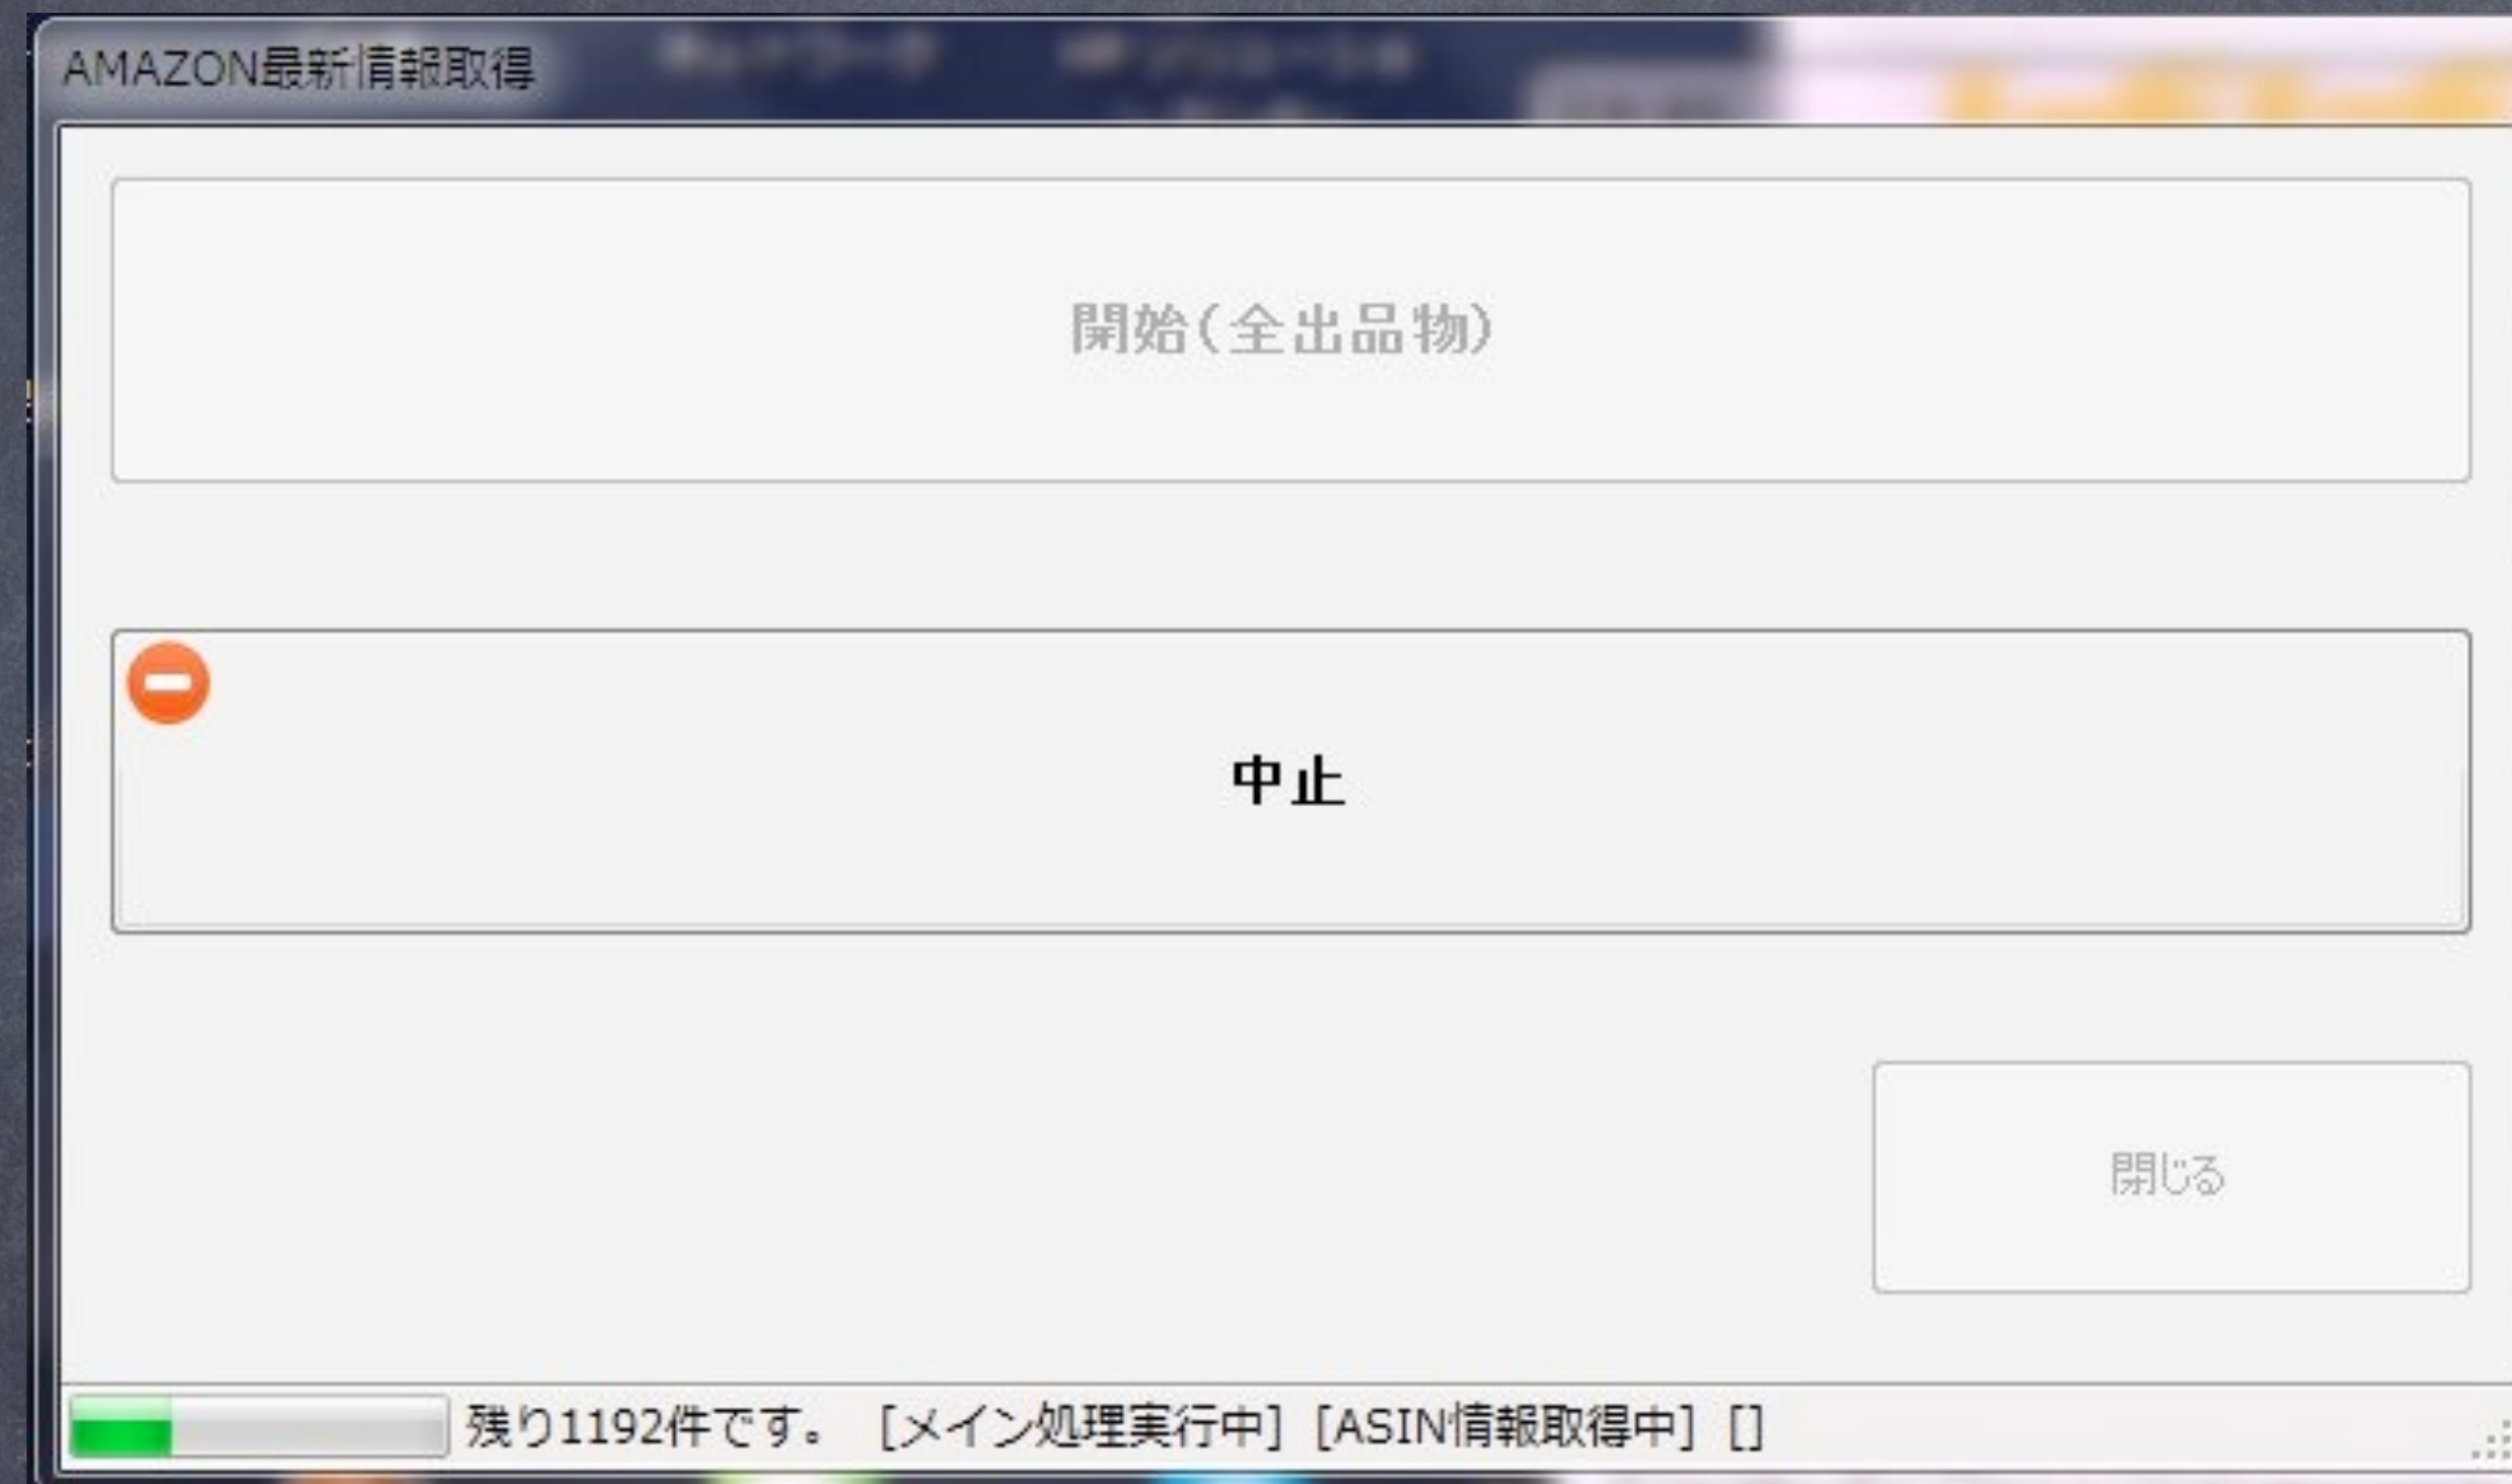 AMAZON最新情報取得
開始(全出品物)
中止
閉じる
残り1192件です。 [メイン処理実行中] [ASIN情報取得中] []